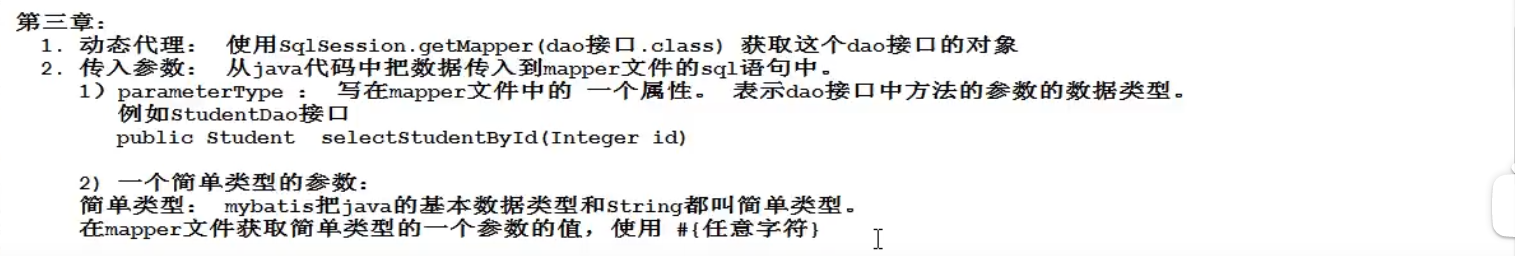 第三章：
1. 动态代理： 使用SqlSession.getMapper(dao接口.class) 获取这个dao接口的对象
2. 传入参数： 从java代码中把数据传入到mapper文件的sql语句中。
1）parameterType ： 写在mapper文件中的 一个属性。 表示dao接口中方法的参数的数据类型。
例如StudentDao接口
public Student  selectStudentById(Integer id)
2) 一个简单类型的参数：
简单类型： mybatis把java的基本数据类型和String都叫简单类型。
在mapper文件获取简单类型的一个参数的值，使用 #{任意字符}